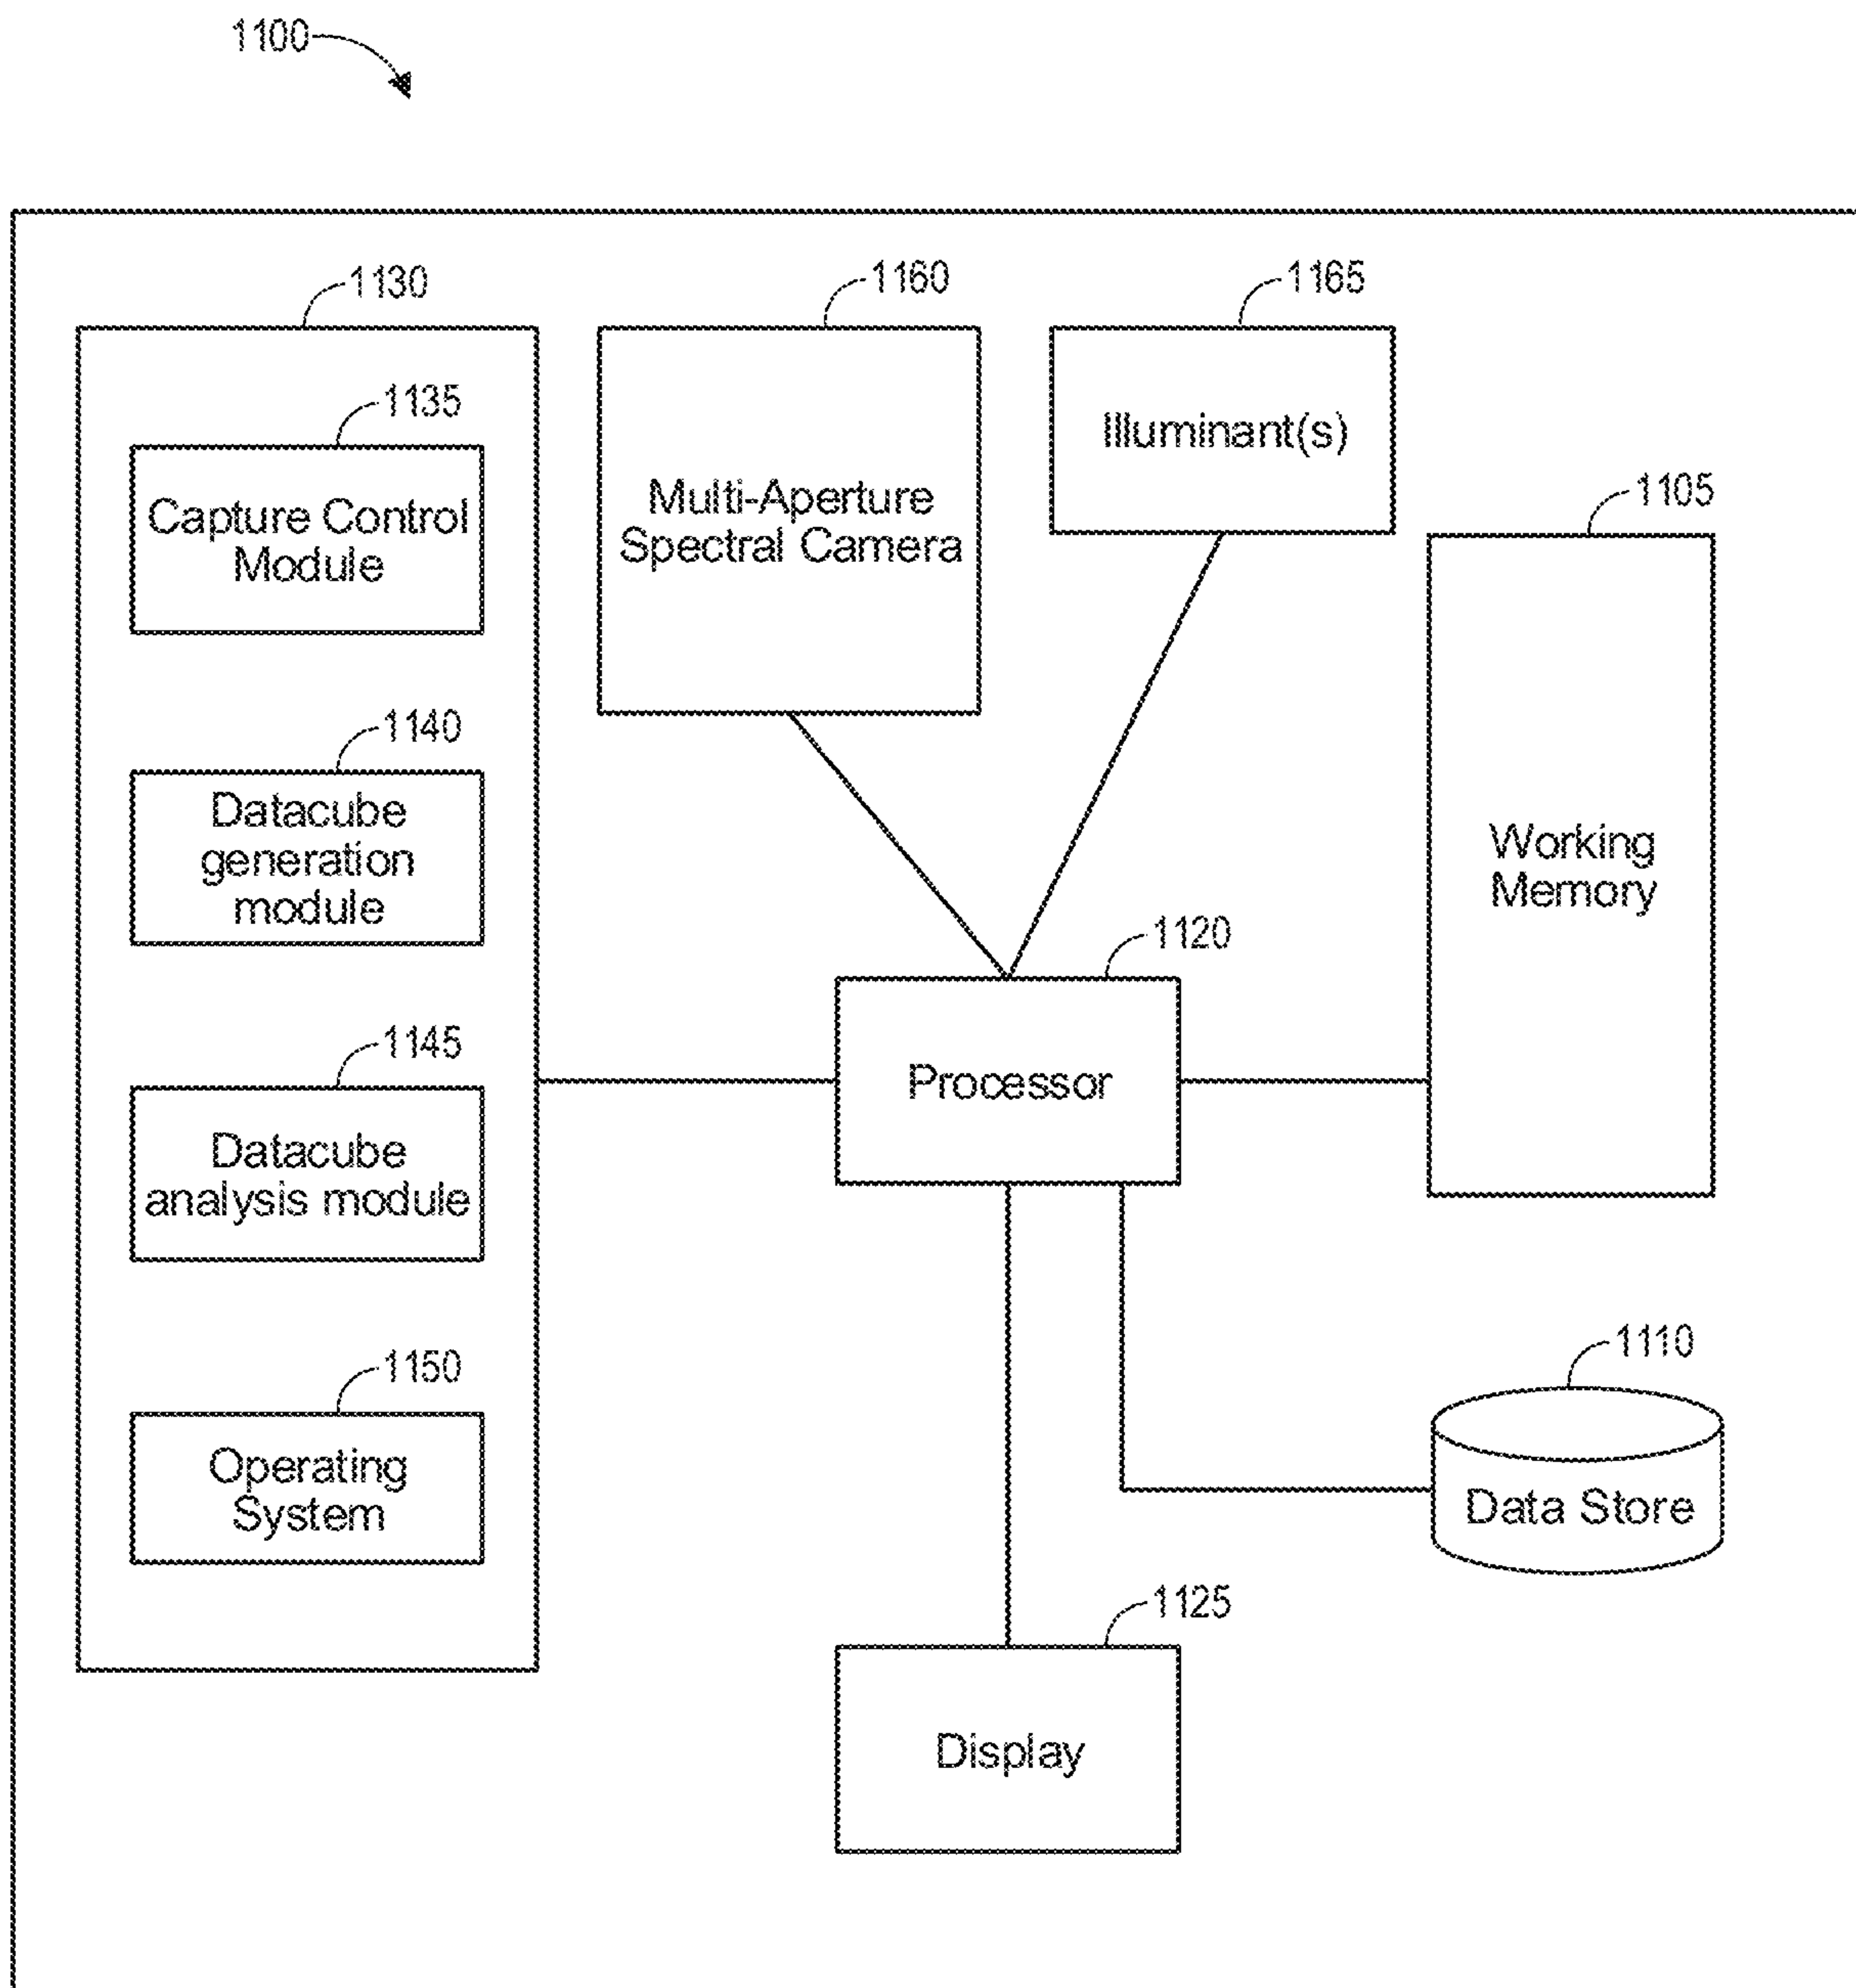 1100
1130
1160
1165
1135
Capture Control
Module
Multi-Aperture
Spectral Camera
Illuminant(s)
1105
1140
Datacube
generation
module
Working
Memory
1120
Processor
1145
Datacube
analysis module
1150
Operating
System
1110
Data Store
1125
Display